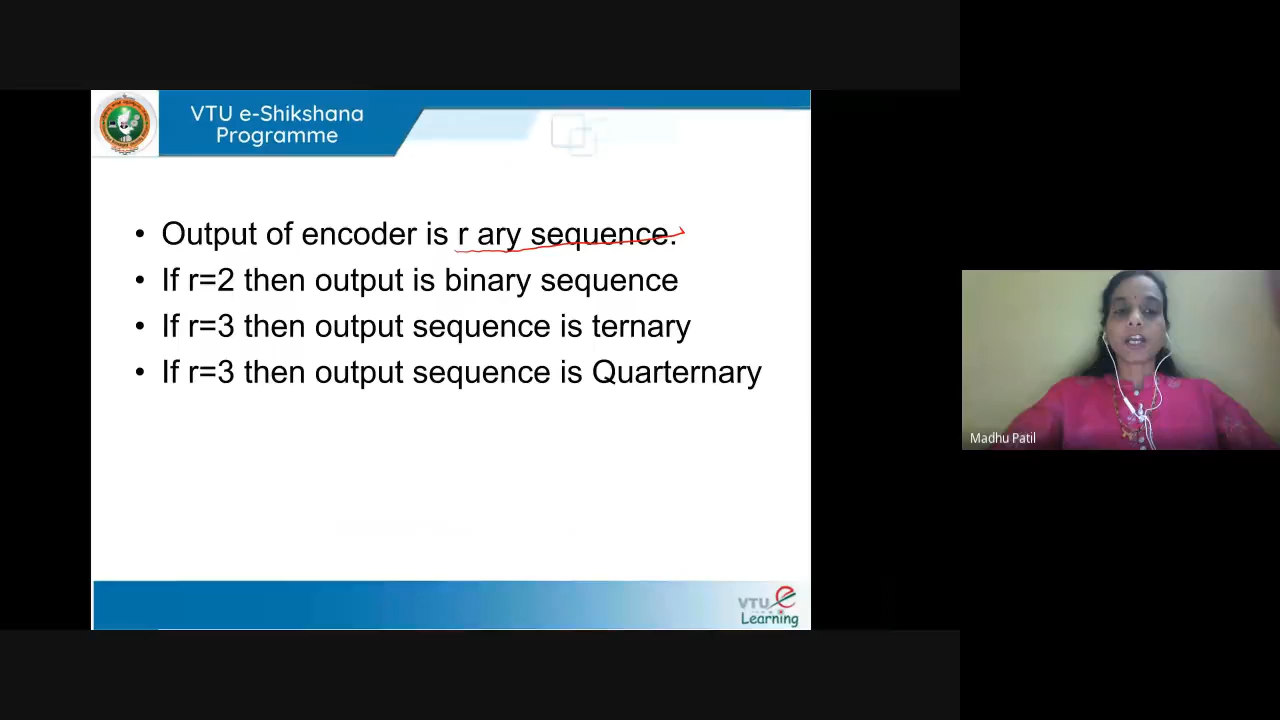 VTU e-Shikshana
Programme
• Output of encoder is r ary sequence.
• If r=2 then output is binary sequence
• If r=3 then output sequence is ternary
• If r=3 then output sequence is Quarternary
Madhu Patil
VTU e
Learning